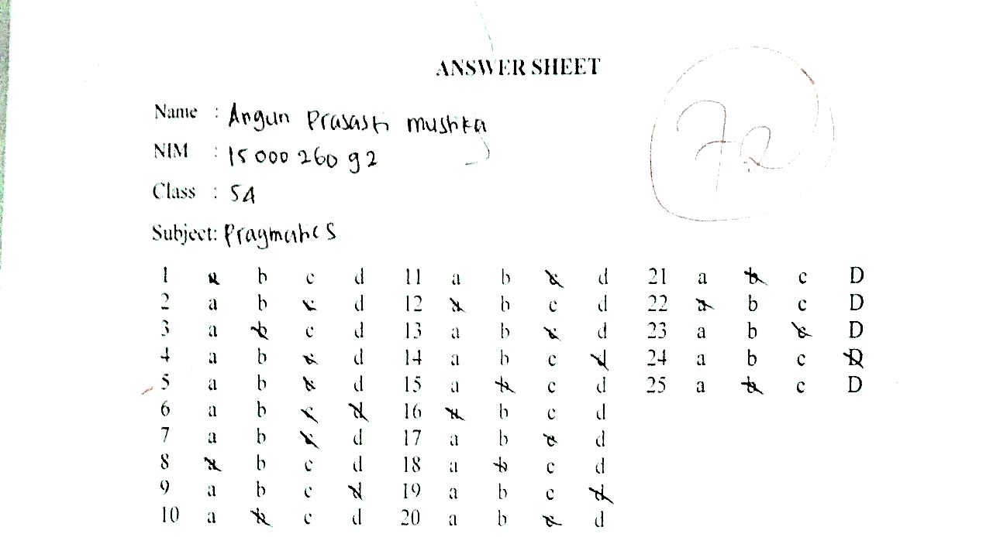 ANSWER SHEET
Name : Angun Prasasti mustika
NIM : 15 000 260 92
Class : 5A
Subject: Pragmatics
72
1 a b c d 11 a b c d 21 a b c D
2 a b c d 12 a b c d 22 a b c D
3 a b c d 13 a b c d 23 a b c D
4 a b c d 14 a b c d 24 a b c D
5 a b c d 15 a b c d 25 a b c D
6 a b c d 16 a b c d
7 a b c d 17 a b c d
8 a b c d 18 a b c d
9 a b c d 19 a b c d
10 a b c d 20 a b c d